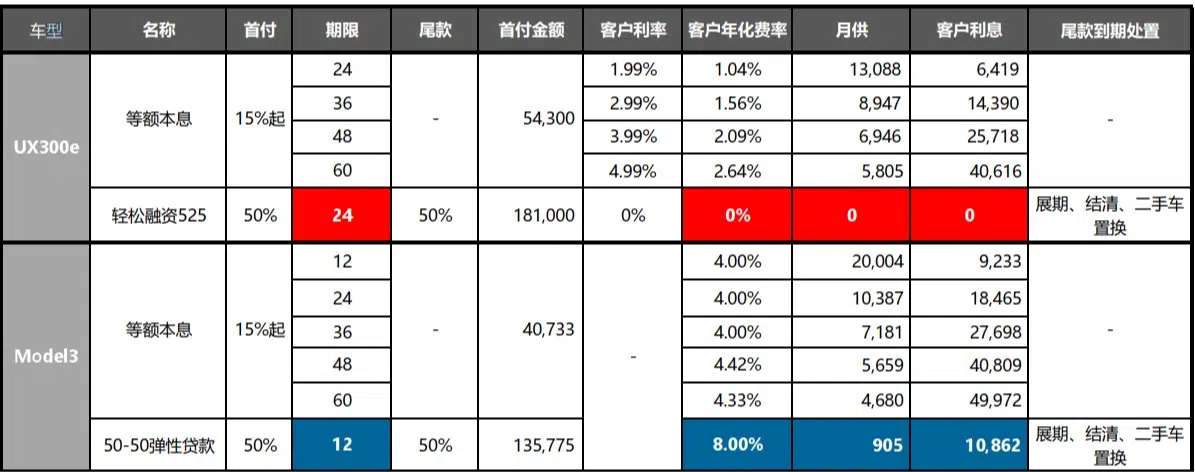 车型 名称 首付 期限 尾款 首付金额 客户利率 客户年化费率 月供 客户利息 尾款到期处置
UX300e 等额本息 15%起 - 54,300 -
24 1.99% 1.04% 13,088 6,419
36 2.99% 1.56% 8,947 14,390
48 3.99% 2.09% 6,946 25,718
60 4.99% 2.64% 5,805 40,616
轻松融资525 50% 24 50% 181,000 0% 0% 0 0 展期、结清、二手车
置换
Model3 等额本息 15%起 - 40,733 - -
12 4.00% 20,004 9,233
24 4.00% 10,387 18,465
36 4.00% 7,181 27,698
48 4.42% 5,659 40,809
60 4.33% 4,680 49,972
50-50弹性贷款 50% 12 50% 135,775 8.00% 905 10,862 展期、结清、二手车
置换